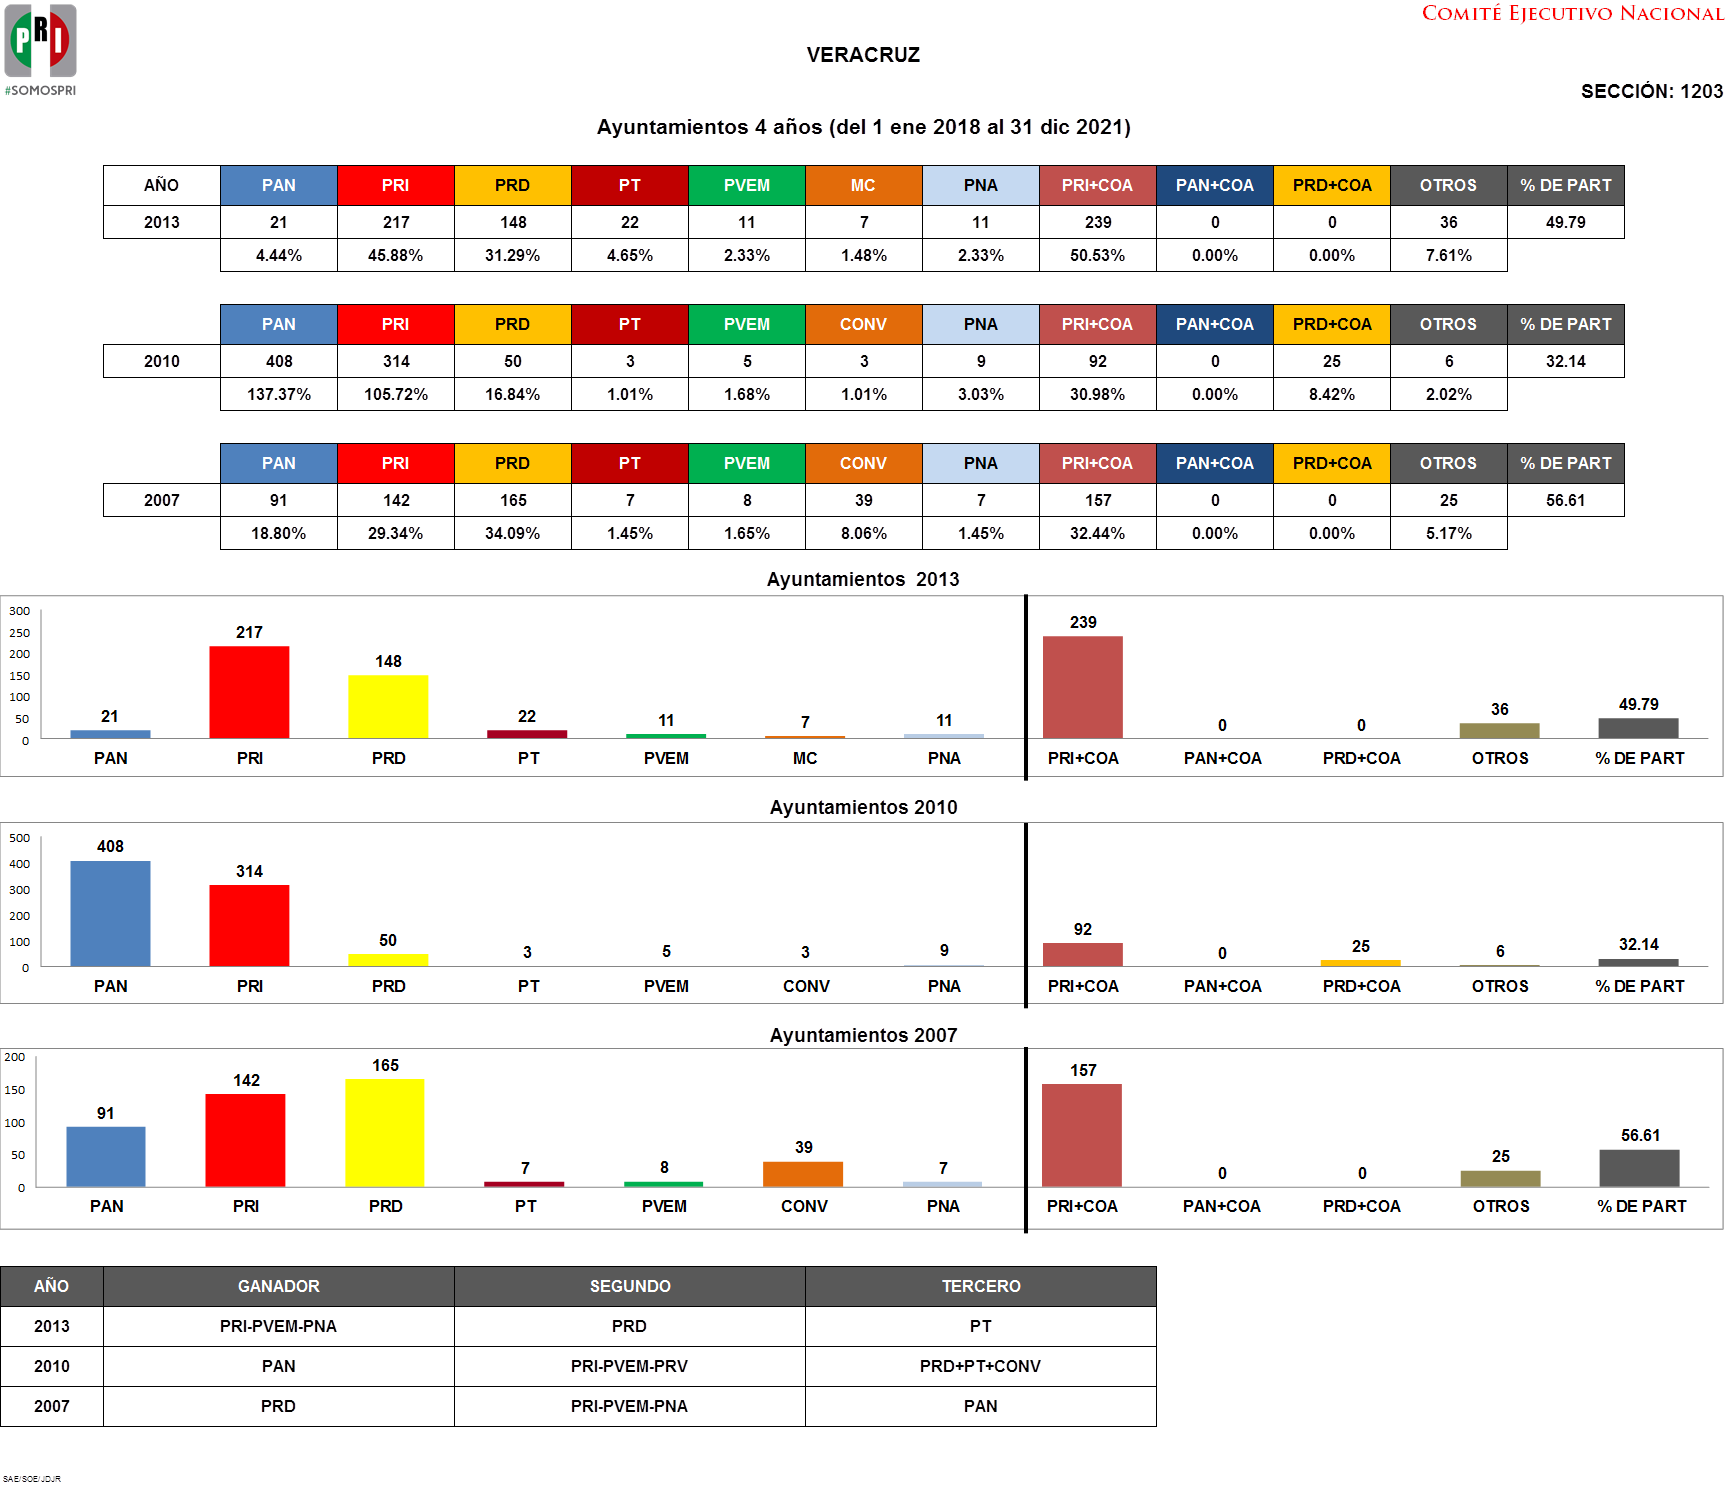 COMITÉ EJECUTIVO NACIONAL
PRI
#SOMOSPRI
VERACRUZ
SECCIÓN: 1203
Ayuntamientos 4 años (del 1 ene 2018 al 31 dic 2021)
AÑO PAN PRI PRD PT PVEM MC PNA PRI+COA PAN+COA PRD+COA OTROS % DE PART
2013 21 217 148 22 11 7 11 239 0 0 36 49.79
4.44% 45.88% 31.29% 4.65% 2.33% 1.48% 2.33% 50.53% 0.00% 0.00% 7.61%
PAN PRI PRD PT PVEM CONV PNA PRI+COA PAN+COA PRD+COA OTROS % DE PART
2010 408 314 50 3 5 3 9 92 0 25 6 32.14
137.37% 105.72% 16.84% 1.01% 1.68% 1.01% 3.03% 30.98% 0.00% 8.42% 2.02%
PAN PRI PRD PT PVEM CONV PNA PRI+COA PAN+COA PRD+COA OTROS % DE PART
2007 91 142 165 7 8 39 7 157 0 0 25 56.61
18.80% 29.34% 34.09% 1.45% 1.65% 8.06% 1.45% 32.44% 0.00% 0.00% 5.17%
Ayuntamientos 2013
300
250
200
150
100
50
0
21 217 148 22 11 7 11 239 0 0 36 49.79
PAN PRI PRD PT PVEM MC PNA PRI+COA PAN+COA PRD+COA OTROS % DE PART
Ayuntamientos 2010
500
400
300
200
100
0
408 314 50 3 5 3 9 92 0 25 6 32.14
PAN PRI PRD PT PVEM CONV PNA PRI+COA PAN+COA PRD+COA OTROS % DE PART
Ayuntamientos 2007
200
150
100
50
0
91 142 165 7 8 39 7 157 0 0 25 56.61
PAN PRI PRD PT PVEM CONV PNA PRI+COA PAN+COA PRD+COA OTROS % DE PART
AÑO GANADOR SEGUNDO TERCERO
2013 PRI-PVEM-PNA PRD PT
2010 PAN PRI-PVEM-PRV PRD+PT+CONV
2007 PRD PRI-PVEM-PNA PAN
SAE/SOE/JDJR